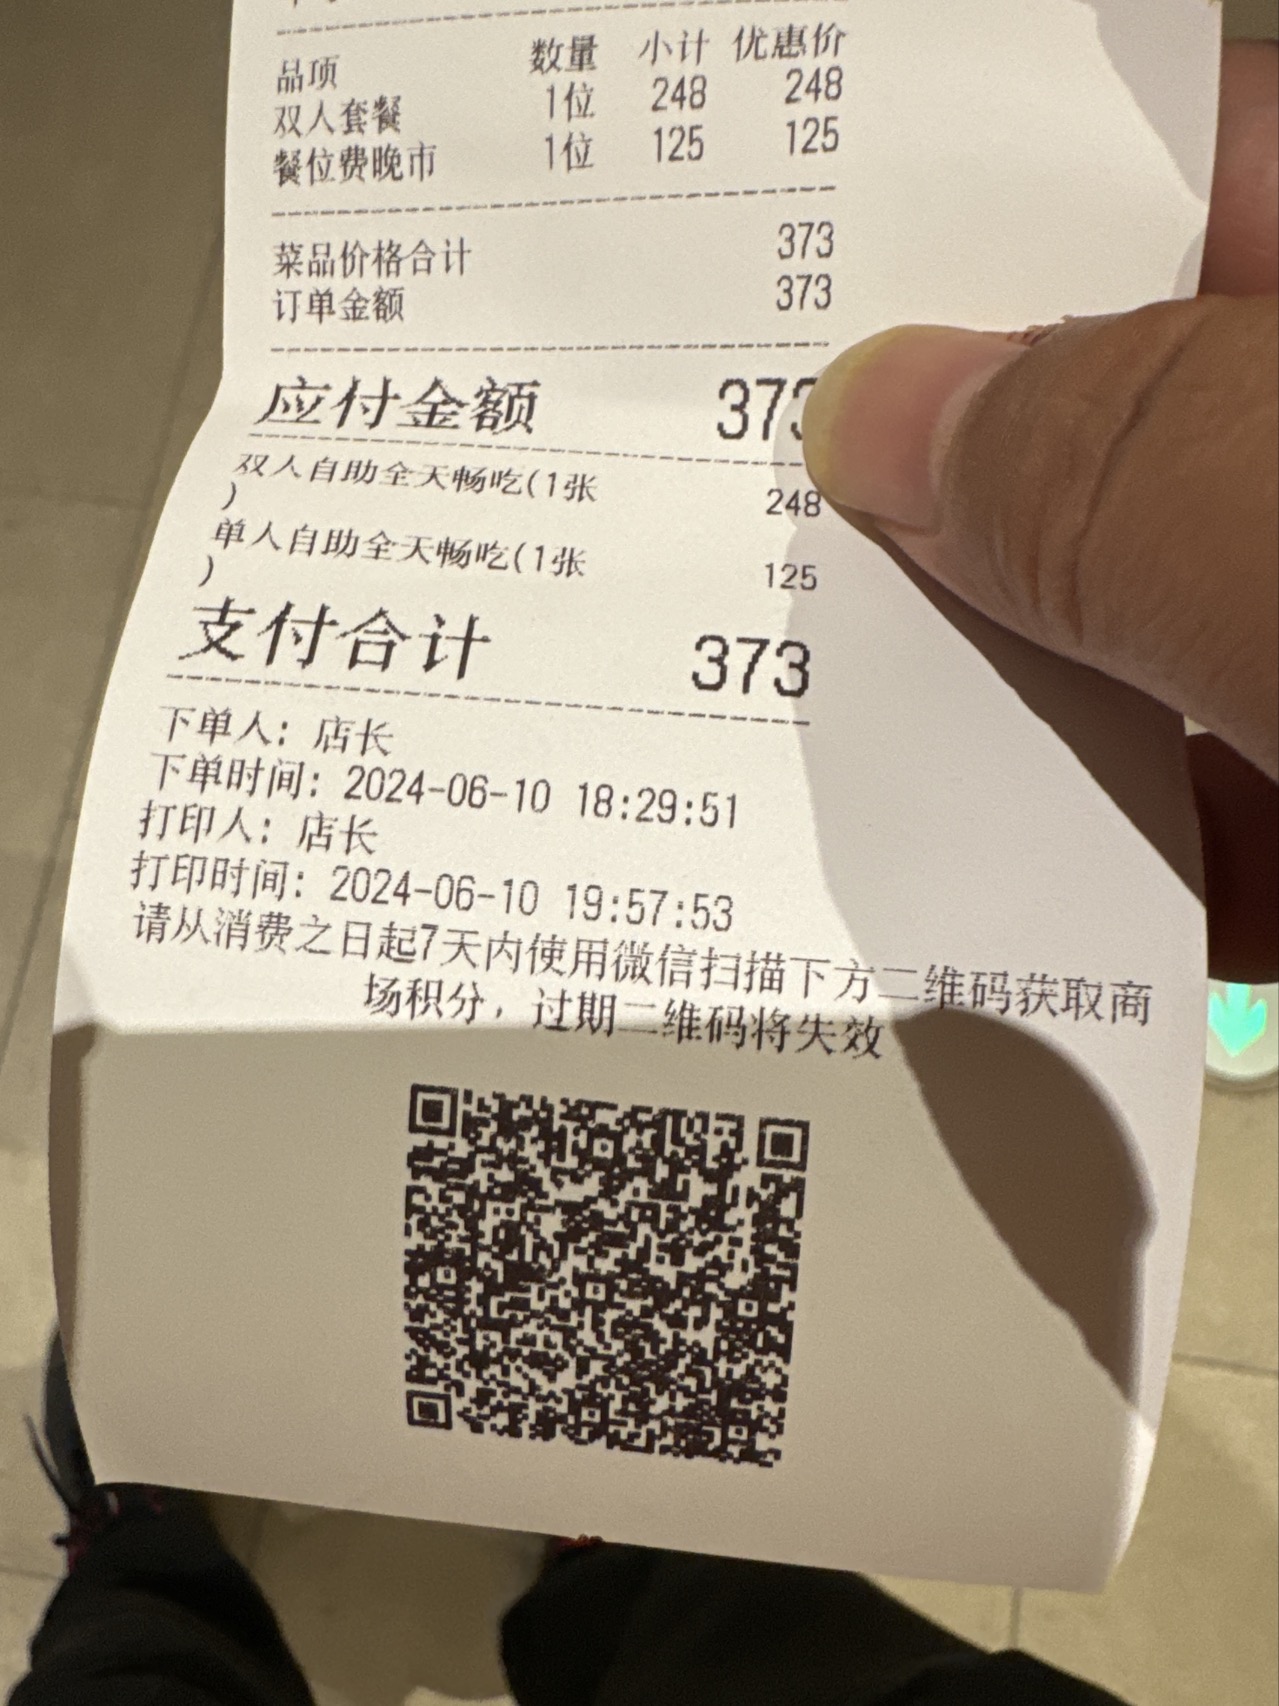 品项 数量 小计 优惠价
双人套餐 1位 248 248
餐位费晚市 1位 125 125
菜品价格合计 373
订单金额 373
应付金额 373
双人自助全天畅吃(1张 248
)
单人自助全天畅吃(1张 125
)
支付合计 373
下单人: 店长
下单时间: 2024-06-10 18:29:51
打印人: 店长
打印时间: 2024-06-10 19:57:53
请从消费之日起7天内使用微信扫描下方二维码获取商
场积分，过期二维码将失效